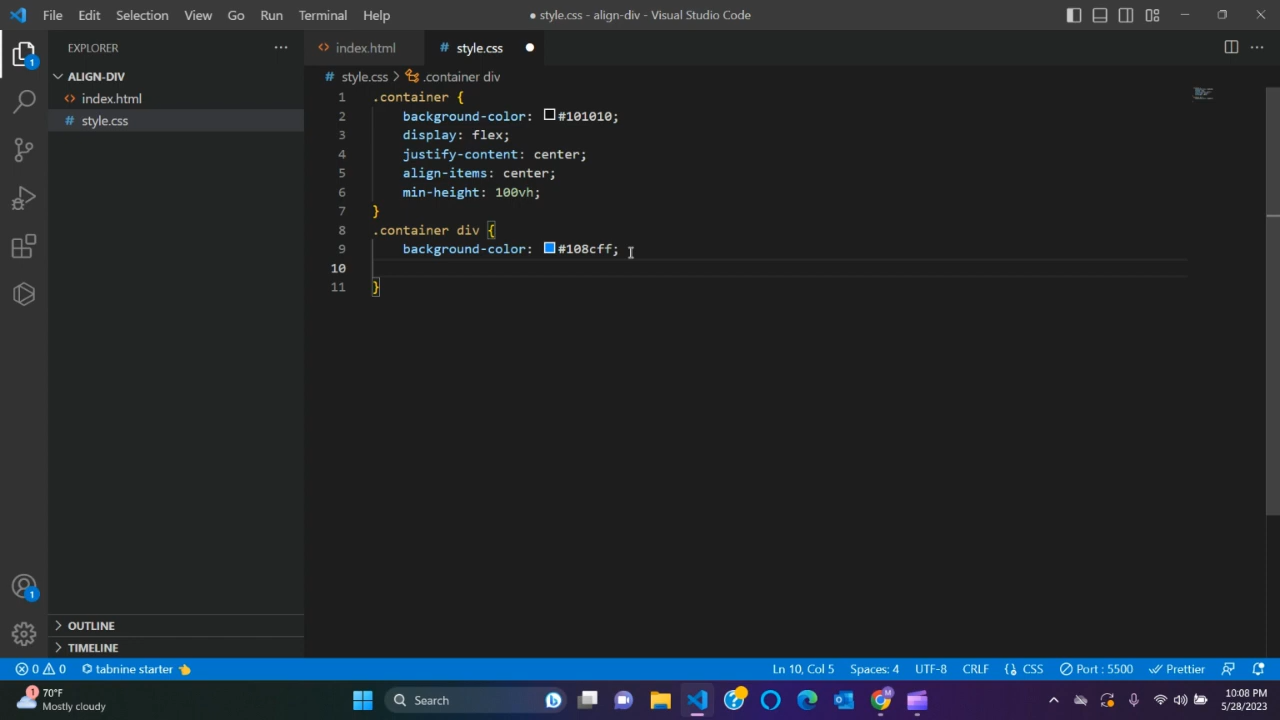 File Edit Selection View Go Run Terminal Help
● style.css - align-div - Visual Studio Code
EXPLORER
ALIGN-DIV
index.html
# style.css
index.html # style.css
# style.css > .container div
1 .container {
2 background-color: #101010;
3 display: flex;
4 justify-content: center;
5 align-items: center;
6 min-height: 100vh;
7 }
8 .container div {
9 background-color: #108cff;
10
11 }
1
1
OUTLINE
TIMELINE
0 0 tabnine starter 👈
Ln 10, Col 5 Spaces: 4 UTF-8 CRLF {} CSS Port : 5500 Prettier
1
70°F
Mostly cloudy
Search
M
10:08 PM
5/28/2023